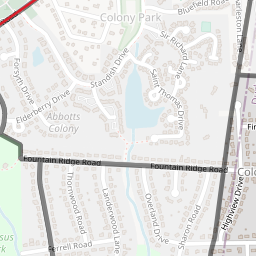 Colony Park
Bluefield Road
Sir Richard Lane
Standish Drive
Forsyth Drive
Saint Thomas Drive
Elderberry Drive
Abbotts
Colony
Fountain Ridge Road
Fountain Ridge Road
Thornwood Road
Landerwood Lane
Overland Drive
Sharon Road
Highview Drive
Ferrell Road